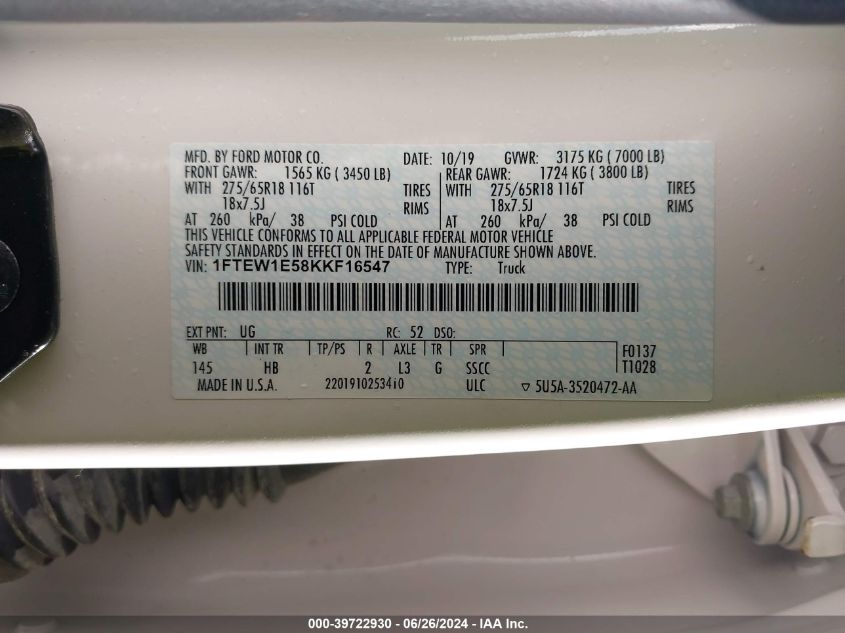 MFD. BY FORD MOTOR CO. DATE: 10/19 GVWR: 3175 KG ( 7000 LB)
FRONT GAWR: 1565 KG ( 3450 LB) REAR GAWR: 1724 KG ( 3800 LB)
WITH 275/65R18 116T TIRES WITH 275/65R18 116T TIRES
18x7.5J RIMS 18x7.5J RIMS
AT 260 kPa/ 38 PSI COLD AT 260 kPa/ 38 PSI COLD
THIS VEHICLE CONFORMS TO ALL APPLICABLE FEDERAL MOTOR VEHICLE
SAFETY STANDARDS IN EFFECT ON THE DATE OF MANUFACTURE SHOWN ABOVE.
VIN: 1FTEW1E58KKF16547 TYPE: Truck
EXT PNT: UG RC: 52 DSO:
WB INT TR TP/PS R AXLE TR SPR F0137
145 HB 2 L3 G SSCC T1028
MADE IN U.S.A. 22019102534i0 ULC ▽ 5U5A-3520472-AA
000-39722930 - 06/26/2024 - IAA Inc.